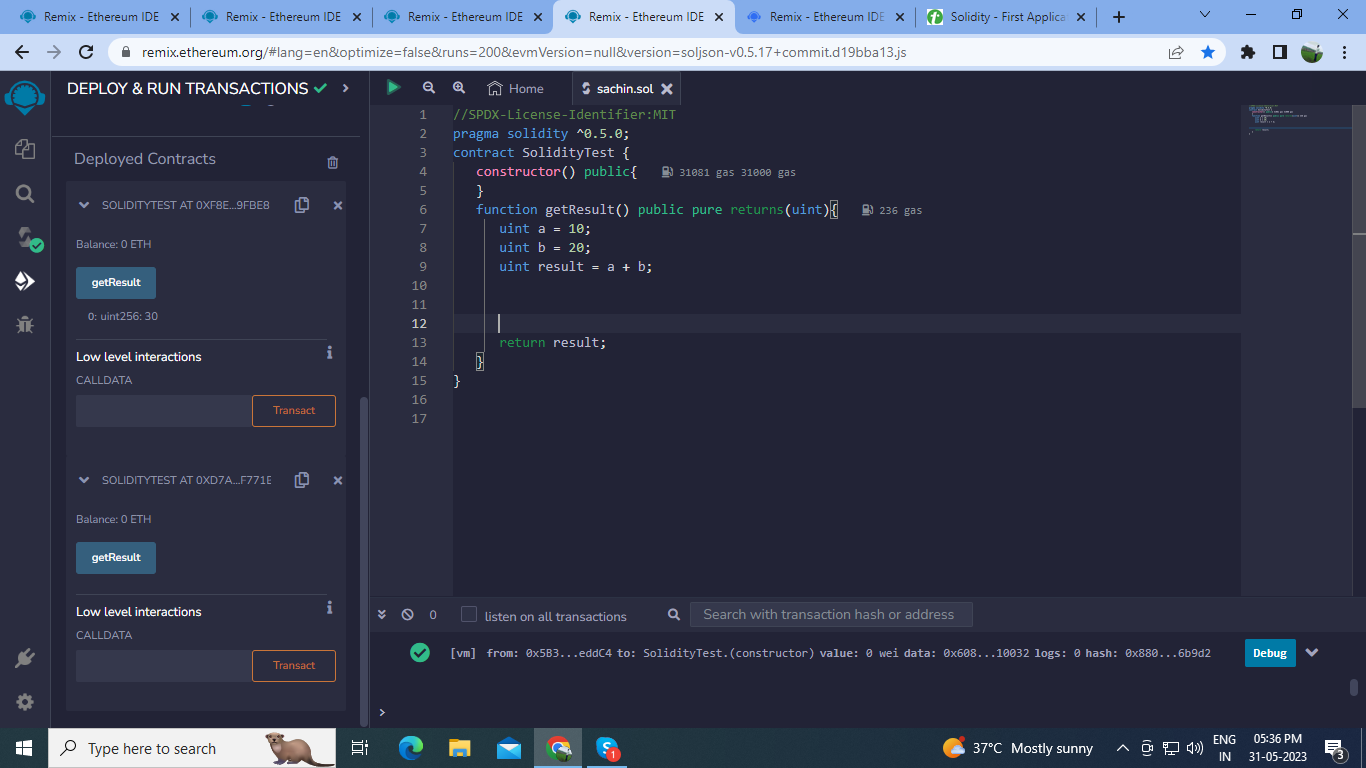 Remix - Ethereum IDE
Remix - Ethereum IDE
Remix - Ethereum IDE
Remix - Ethereum IDE
Remix - Ethereum IDE
Solidity - First Applica
remix.ethereum.org/#lang=en&optimize=false&runs=200&evmVersion=null&version=soljson-v0.5.17+commit.d19bba13.js
DEPLOY & RUN TRANSACTIONS
Deployed Contracts
SOLIDITYTEST AT 0XF8E...9FBE8
Balance: 0 ETH
getResult
0: uint256: 30
Low level interactions
CALLDATA
Transact
SOLIDITYTEST AT 0XD7A...F771E
Balance: 0 ETH
getResult
Low level interactions
CALLDATA
Transact
Home
sachin.sol
1 //SPDX-License-Identifier:MIT
2 pragma solidity ^0.5.0;
3 contract SolidityTest {
4 constructor() public{ 31081 gas 31000 gas
5 }
6 function getResult() public pure returns(uint){ 236 gas
7 uint a = 10;
8 uint b = 20;
9 uint result = a + b;
10
11
12
13 return result;
14 }
15 }
16
17
0 listen on all transactions
Search with transaction hash or address
[vm] from: 0x5B3...eddC4 to: SolidityTest.(constructor) value: 0 wei data: 0x608...10032 logs: 0 hash: 0x880...6b9d2
Debug
>
Type here to search
1
37°C Mostly sunny
ENG
IN
05:36 PM
31-05-2023
3